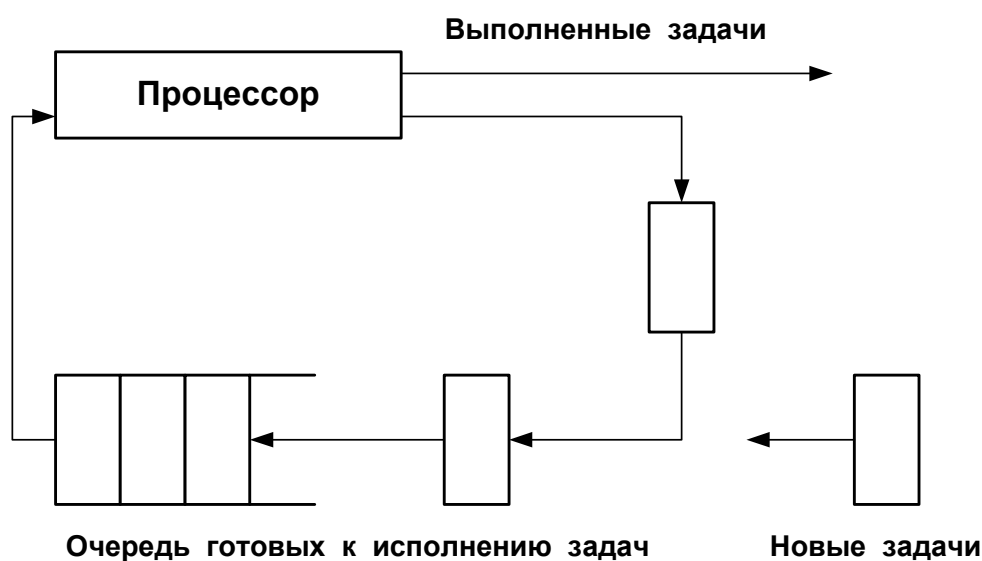 Выполненные задачи
Процессор
Очередь готовых к исполнению задач
Новые задачи